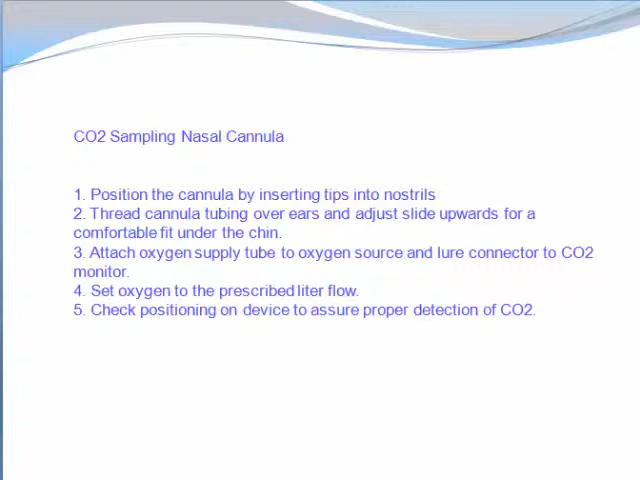 CO2 Sampling Nasal Cannula
1. Position the cannula by inserting tips into nostrils
2. Thread cannula tubing over ears and adjust slide upwards for a
comfortable fit under the chin.
3. Attach oxygen supply tube to oxygen source and lure connector to CO2
monitor.
4. Set oxygen to the prescribed liter flow.
5. Check positioning on device to assure proper detection of CO2.